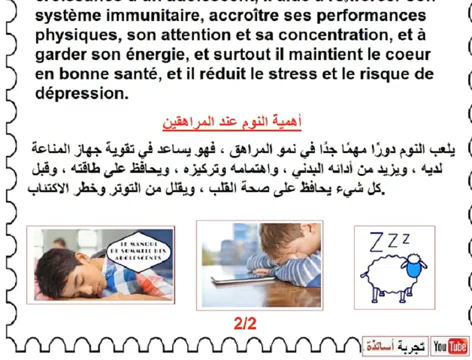 système immunitaire, accroître ses performances
physiques, son attention et sa concentration, et à
garder son énergie, et surtout il maintient le coeur
en bonne santé, et il réduit le stress et le risque de
dépression.
أهمية النوم عند المراهقين
يلعب النوم دورًا مهمًا جدًا في نمو المراهق ، فهو يساعد في تقوية جهاز المناعة
لديه ، ويزيد من أدائه البدني ، واهتمامه وتركيزه ، ويحافظ على طاقته ، وقبل
كل شيء يحافظ على صحة القلب ، ويقلل من التوتر وخطر الاكتئاب.
LE MANQUE
DE SOMMEIL DES
ADOLESCENTS
Z z z
2/2
تجربة أساتذة
You Tube